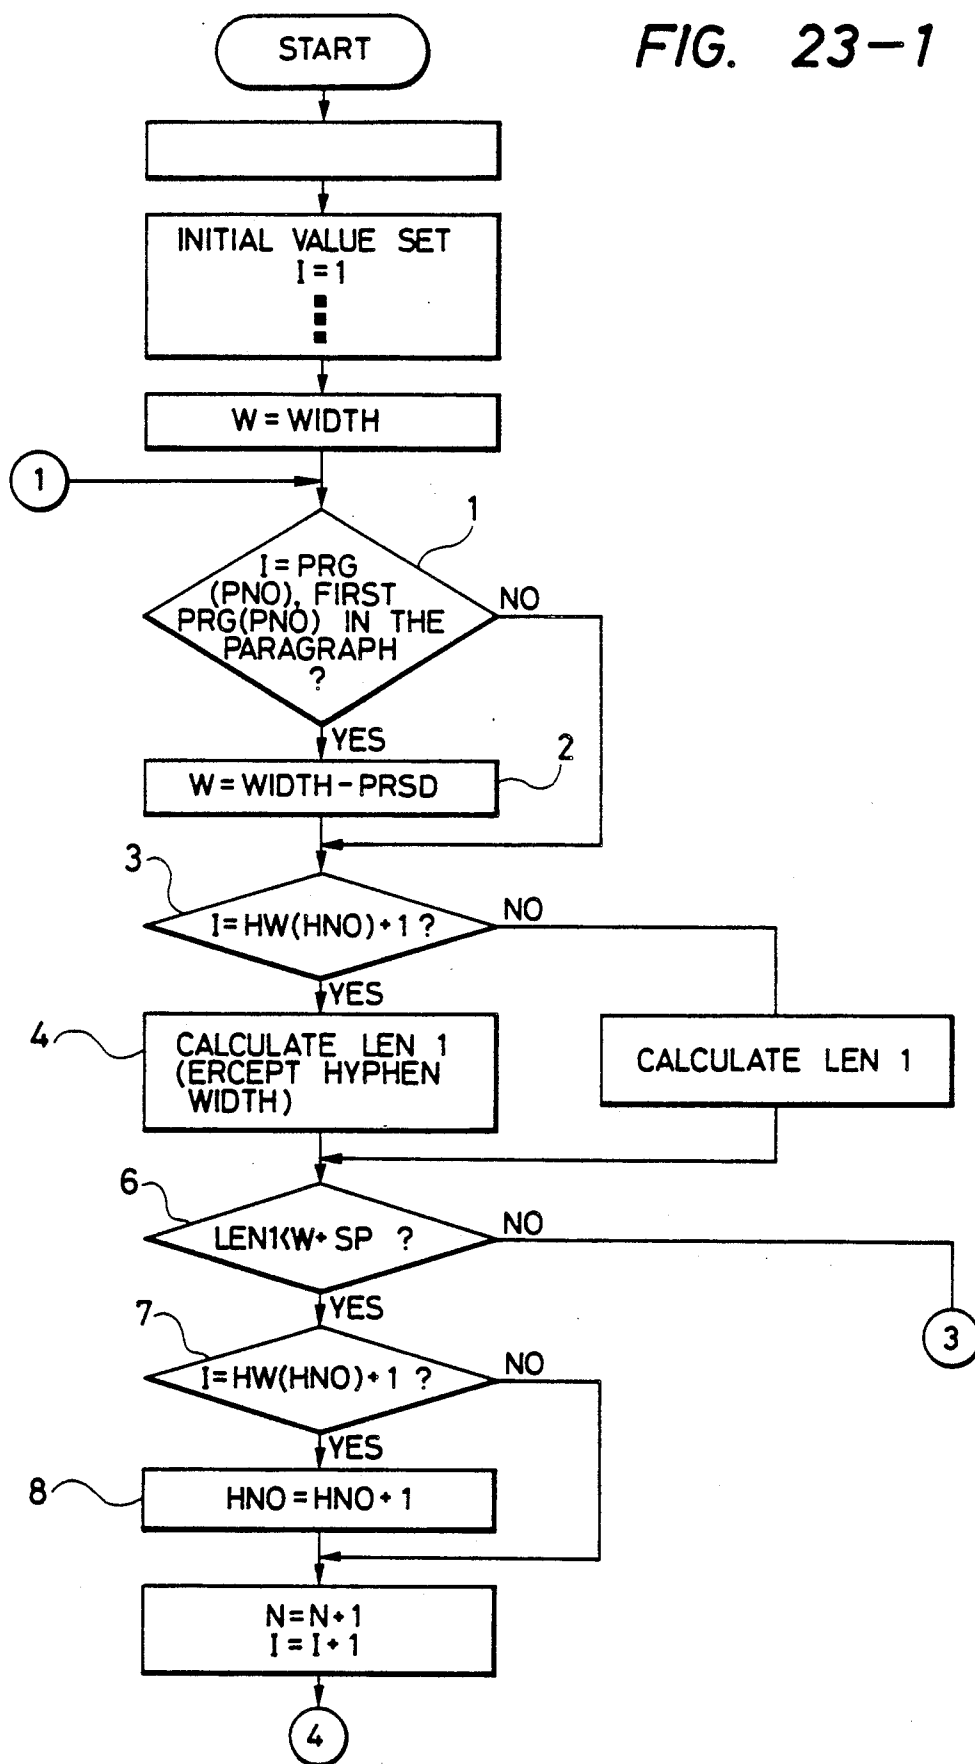 FIG. 23-1
START
INITIAL VALUE SET
I=1
W=WIDTH
1
1
I=PRG
(PNO), FIRST
PRG(PNO) IN THE
PARAGRAPH
?
NO
YES
2
W=WIDTH-PRSD
3
I=HW(HNO)+1 ?
NO
YES
4
CALCULATE LEN 1
(ERCEPT HYPHEN
WIDTH)
CALCULATE LEN 1
6
LEN1<W+ SP ?
NO
YES
3
7
I=HW(HNO)+1 ?
NO
YES
8
HNO=HNO+1
N=N+1
I=I+1
4